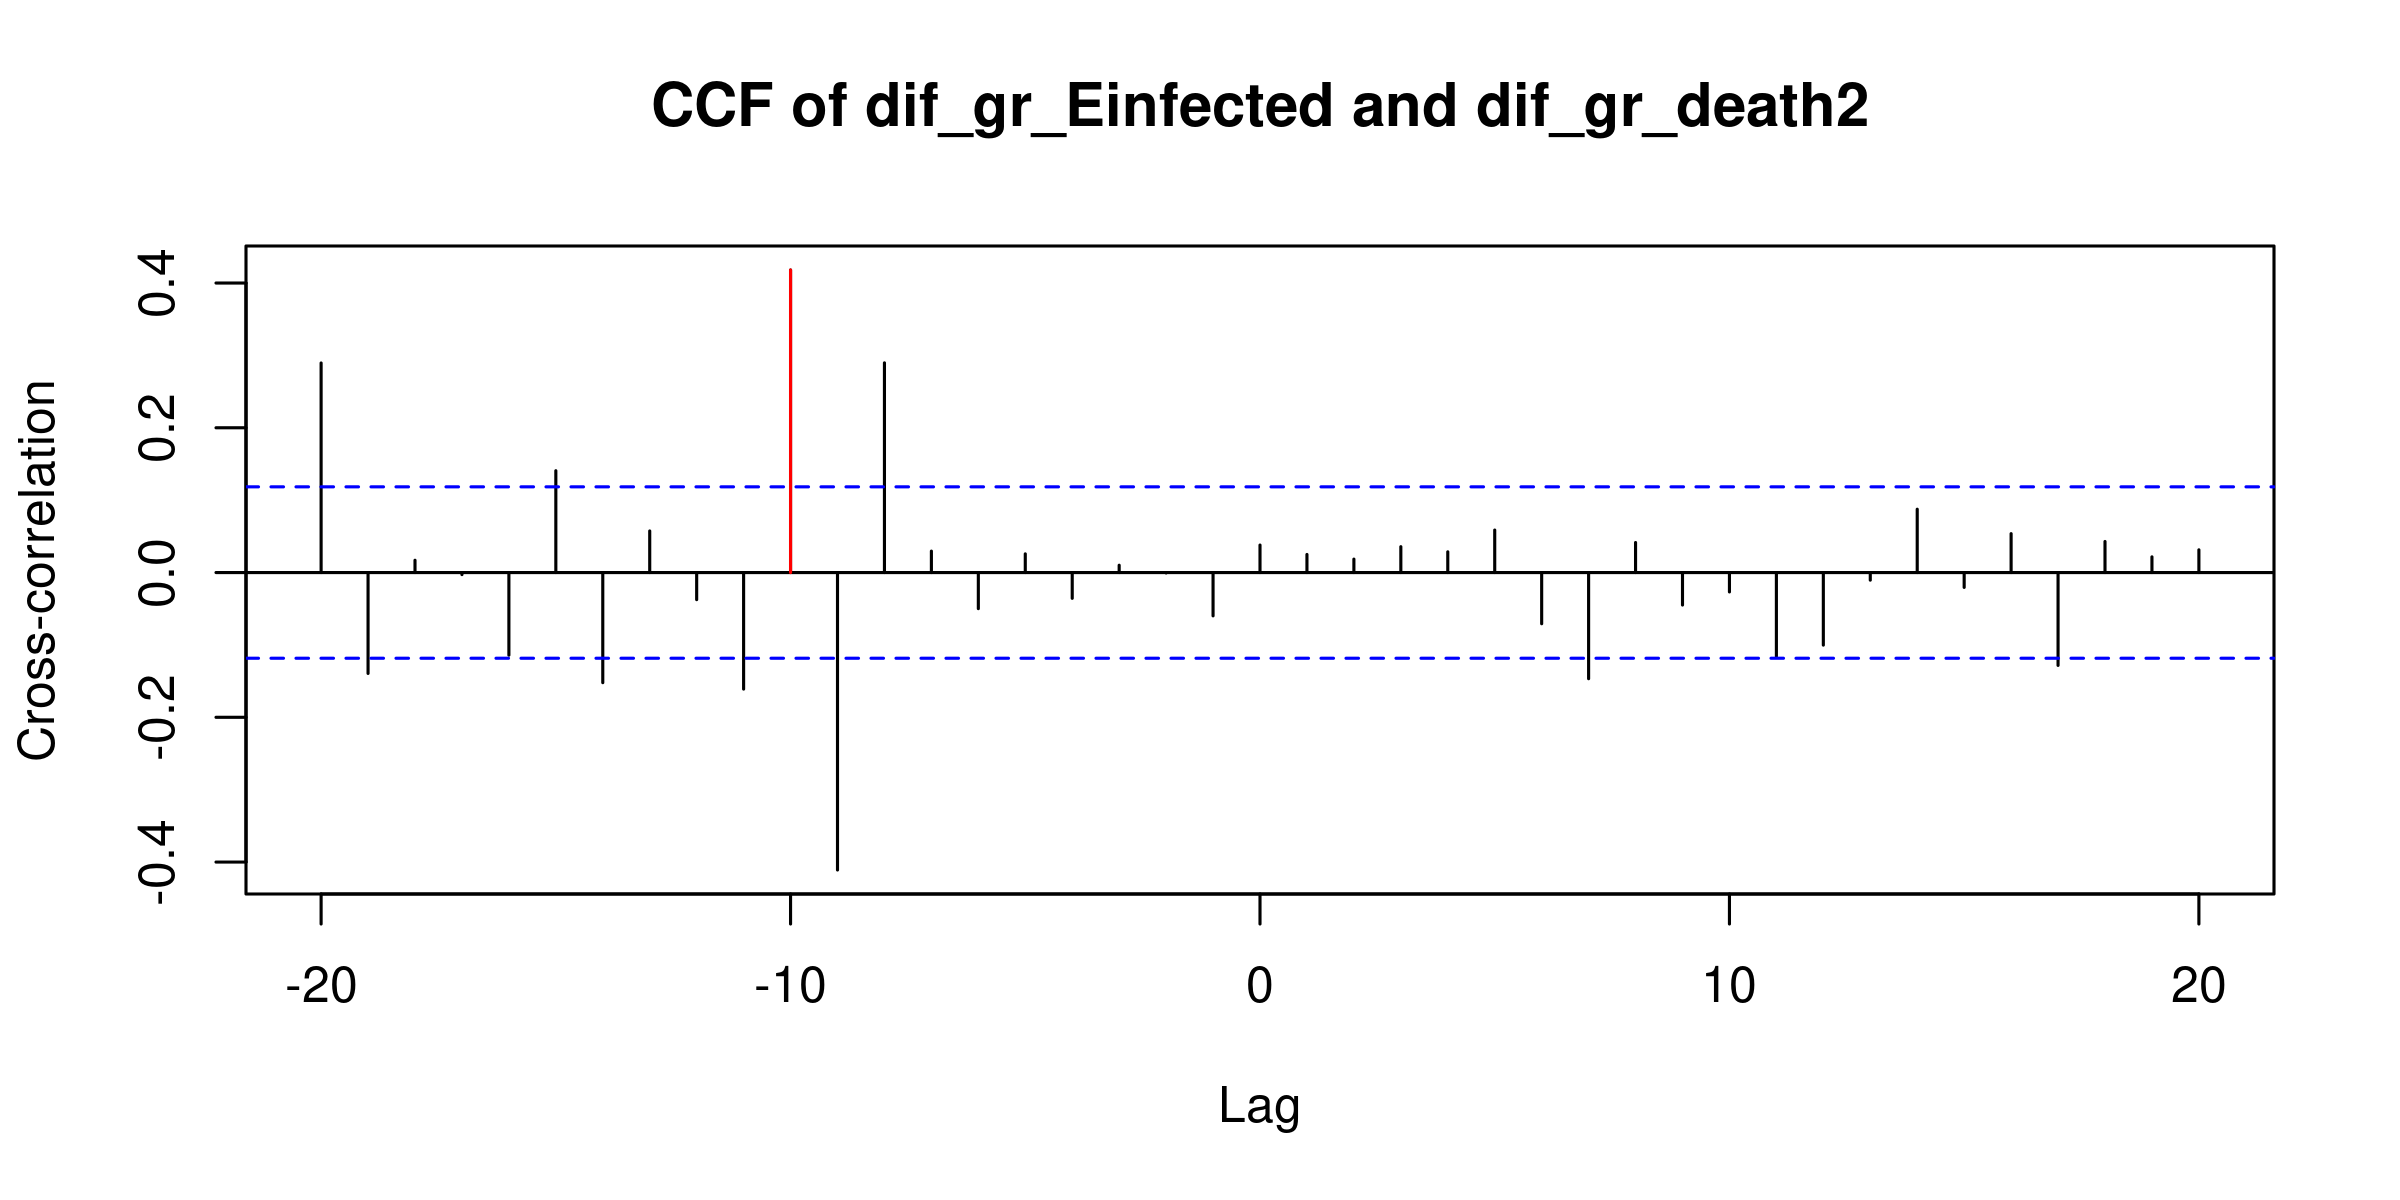 CCF of dif_gr_Einfected and dif_gr_death2
Cross-correlation
0.4
0.2
0.0
-0.2
-0.4
-20 -10 0 10 20
Lag